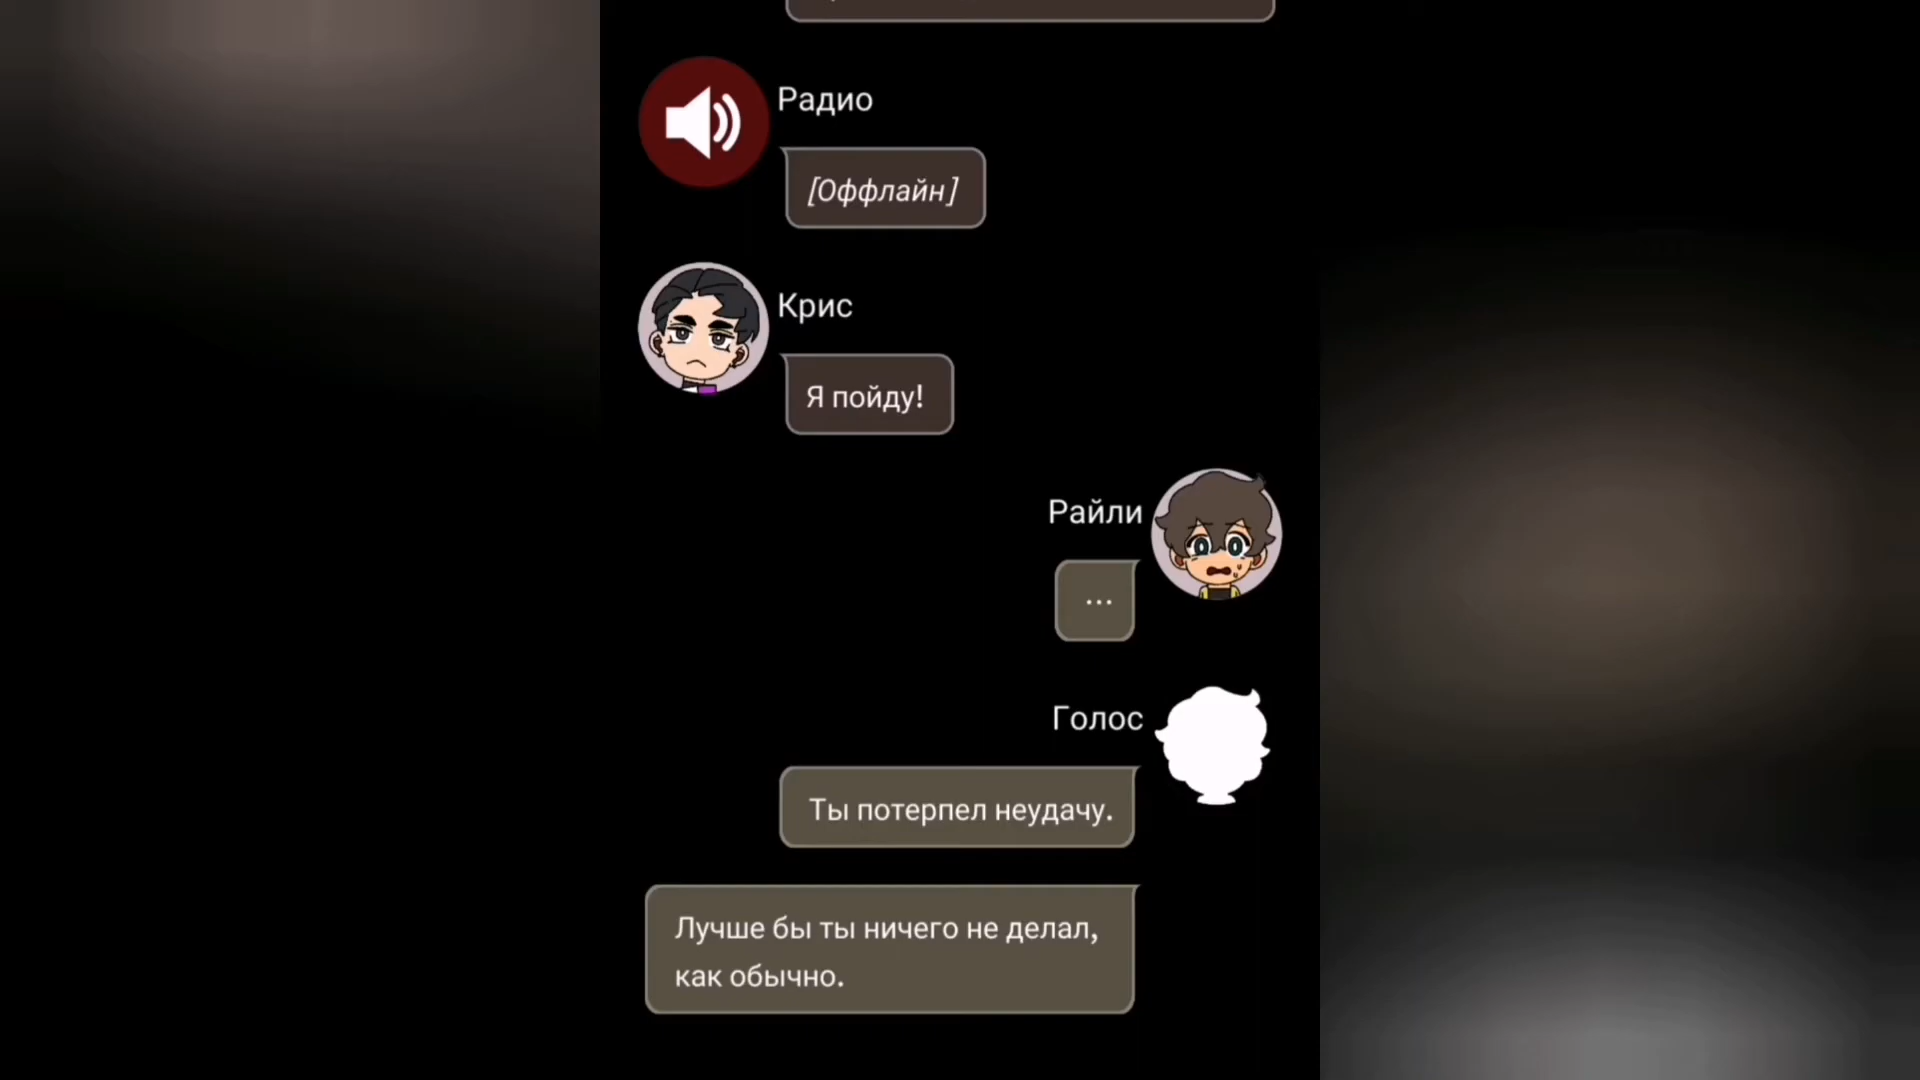 Радио
[Оффлайн]
Крис
Я пойду!
Райли
...
Голос
Ты потерпел неудачу.
Лучше бы ты ничего не делал,
как обычно.